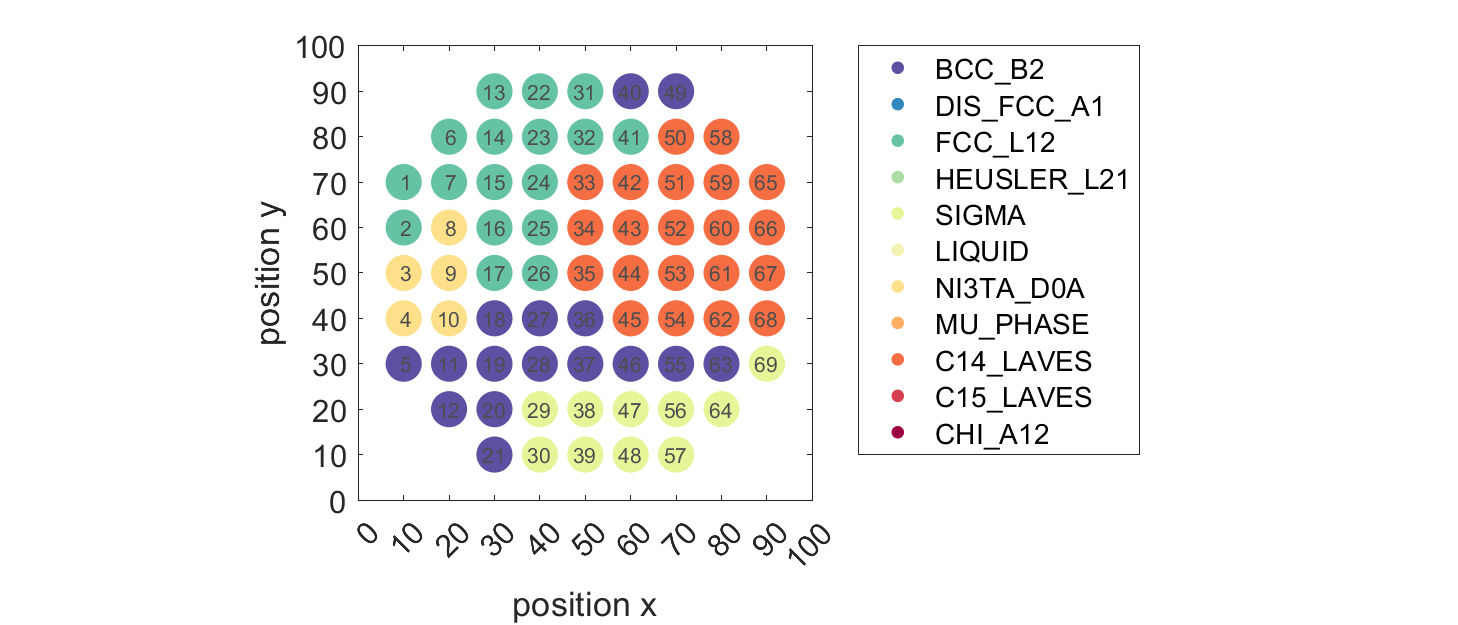 100
90
80
70
60
50
40
30
20
10
0
position y
13 22 31 40 49
6 14 23 32 41 50 58
1 7 15 24 33 42 51 59 65
2 8 16 25 34 43 52 60 66
3 9 17 26 35 44 53 61 67
4 10 18 27 36 45 54 62 68
5 11 19 28 37 46 55 63 69
12 20 29 38 47 56 64
21 30 39 48 57
0 10 20 30 40 50 60 70 80 90 100
position x
BCC_B2
DIS_FCC_A1
FCC_L12
HEUSLER_L21
SIGMA
LIQUID
NI3TA_D0A
MU_PHASE
C14_LAVES
C15_LAVES
CHI_A12